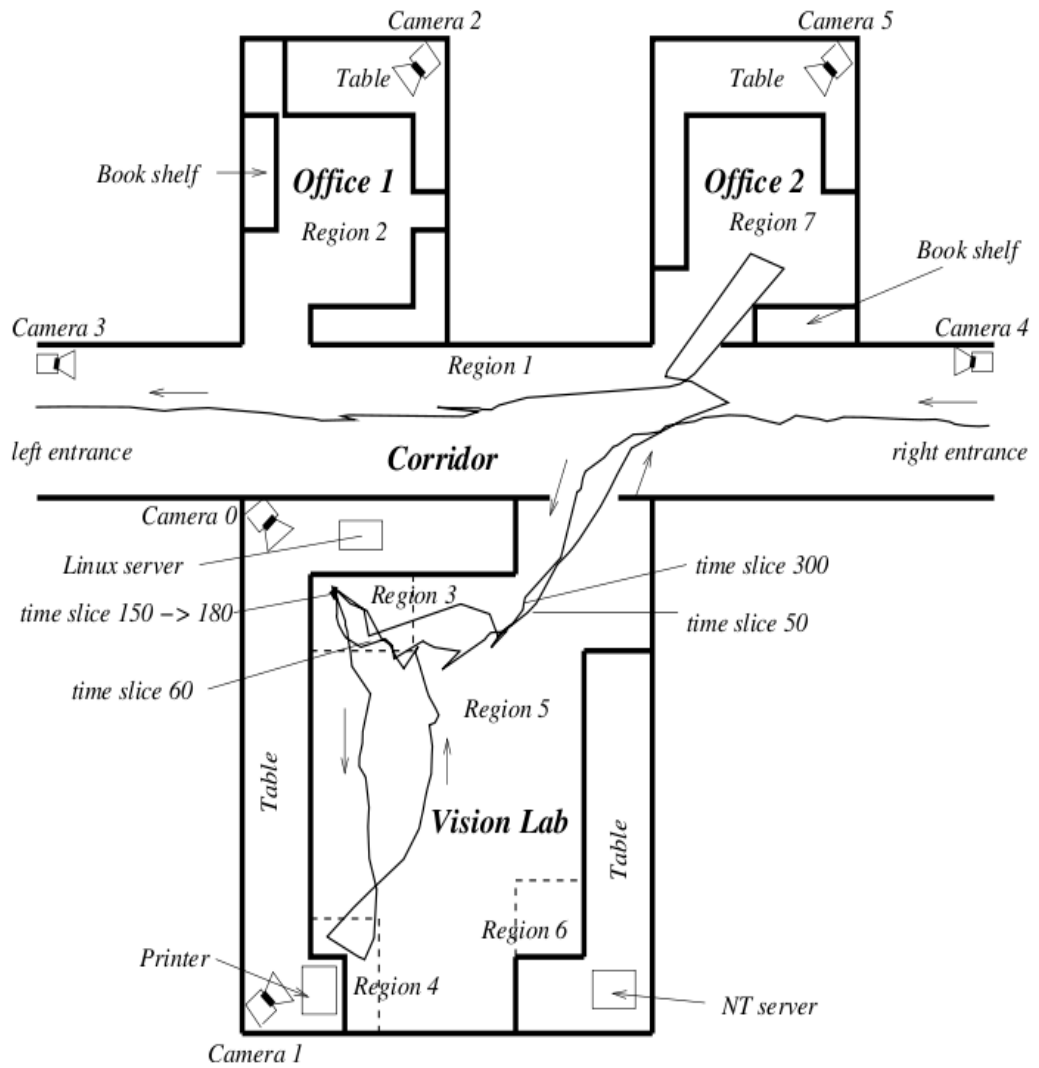 Camera 2
Camera 5
Table
Table
Book shelf
Office 1
Office 2
Region 2
Region 7
Book shelf
Camera 3
Camera 4
Region 1
left entrance
Corridor
right entrance
Camera 0
Linux server
time slice 300
Region 3
time slice 150 -> 180
time slice 50
time slice 60
Region 5
Table
Vision Lab
Table
Region 6
Printer
Region 4
NT server
Camera 1